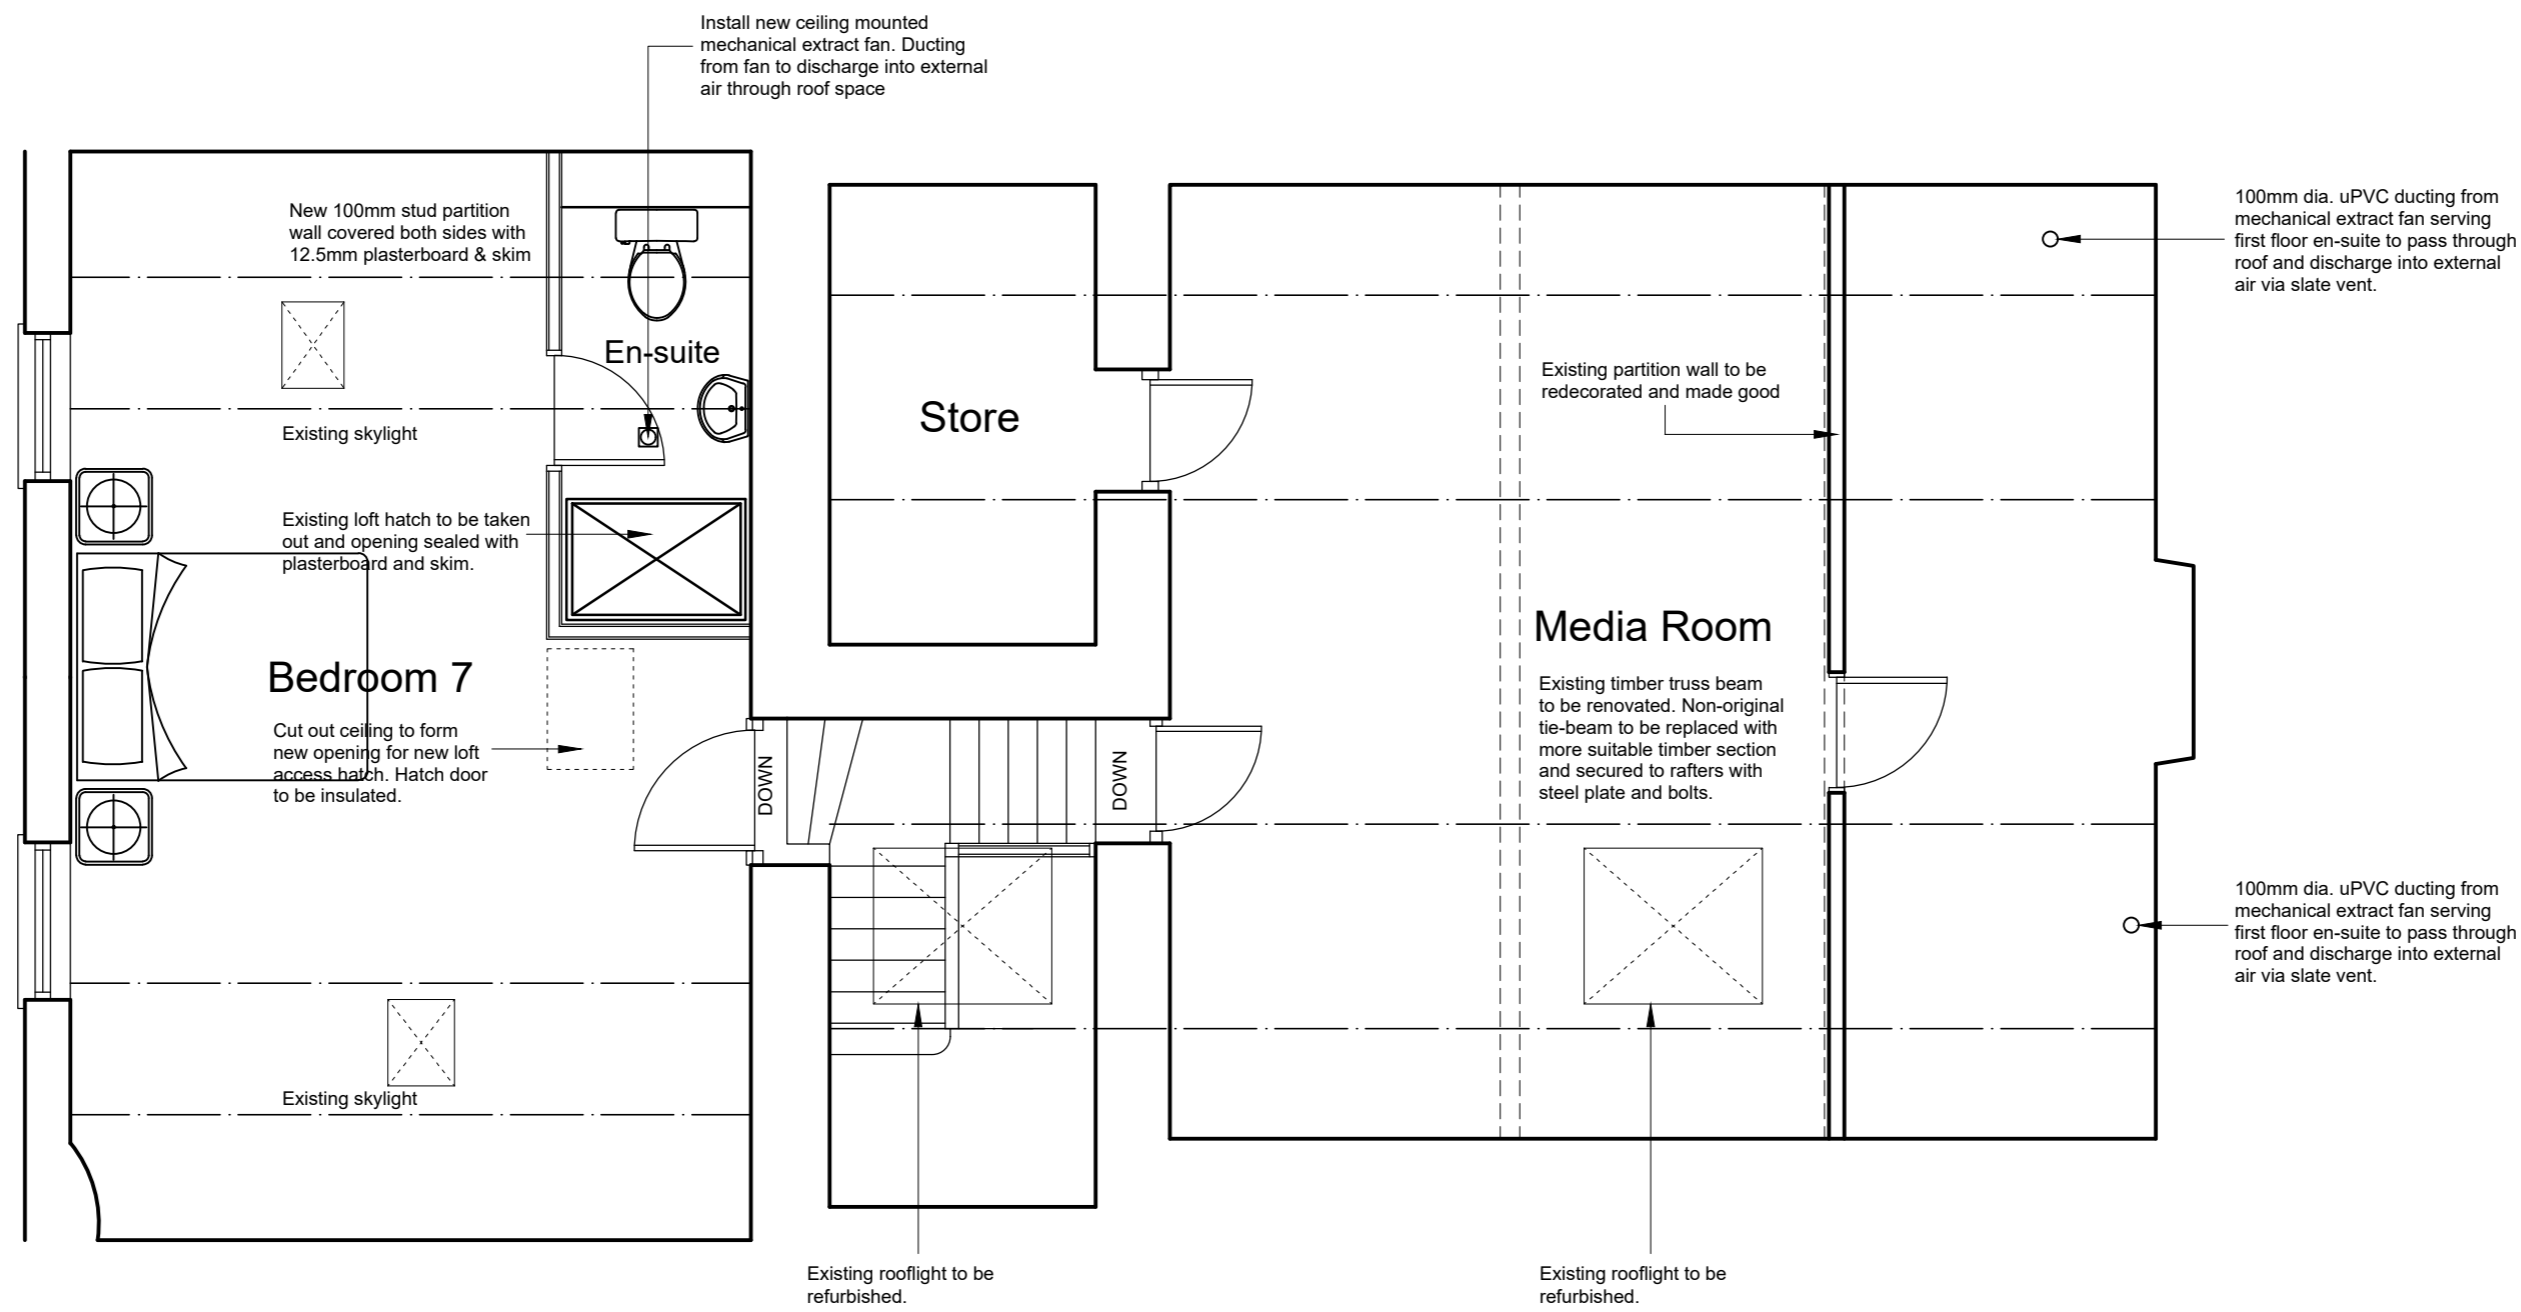 Install new ceiling mounted
mechanical extract fan. Ducting
from fan to discharge into external
air through roof space
New 100mm stud partition
wall covered both sides with
12.5mm plasterboard & skim
100mm dia. uPVC ducting from
mechanical extract fan serving
first floor en-suite to pass through
roof and discharge into external
air via slate vent.
En-suite
Existing partition wall to be
redecorated and made good
Store
Existing skylight
Existing loft hatch to be taken
out and opening sealed with
plasterboard and skim.
Media Room
Existing timber truss beam
to be renovated. Non-original
tie-beam to be replaced with
more suitable timber section
and secured to rafters with
steel plate and bolts.
Bedroom 7
Cut out ceiling to form
new opening for new loft
access hatch. Hatch door
to be insulated.
DOWN
DOWN
100mm dia. uPVC ducting from
mechanical extract fan serving
first floor en-suite to pass through
roof and discharge into external
air via slate vent.
Existing skylight
Existing rooflight to be
refurbished.
Existing rooflight to be
refurbished.